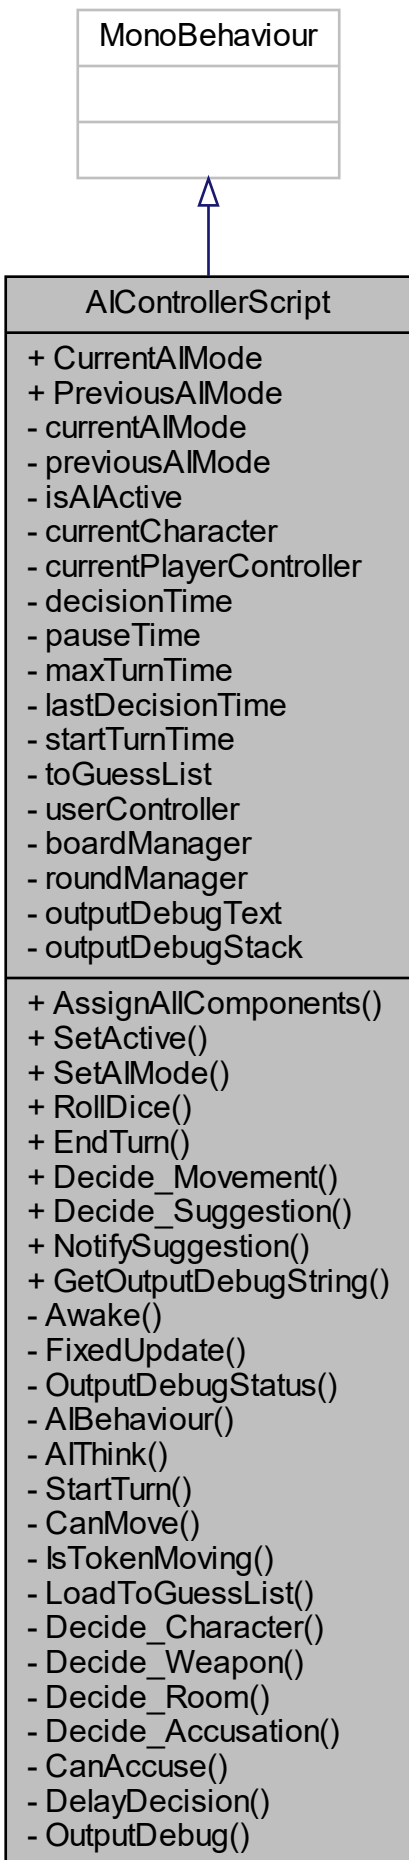 MonoBehaviour
AIControllerScript
+ CurrentAIMode
+ PreviousAIMode
- currentAIMode
- previousAIMode
- isAIActive
- currentCharacter
- currentPlayerController
- decisionTime
- pauseTime
- maxTurnTime
- lastDecisionTime
- startTurnTime
- toGuessList
- userController
- boardManager
- roundManager
- outputDebugText
- outputDebugStack
+ AssignAllComponents()
+ SetActive()
+ SetAIMode()
+ RollDice()
+ EndTurn()
+ Decide_Movement()
+ Decide_Suggestion()
+ NotifySuggestion()
+ GetOutputDebugString()
- Awake()
- FixedUpdate()
- OutputDebugStatus()
- AIBehaviour()
- AIThink()
- StartTurn()
- CanMove()
- IsTokenMoving()
- LoadToGuessList()
- Decide_Character()
- Decide_Weapon()
- Decide_Room()
- Decide_Accusation()
- CanAccuse()
- DelayDecision()
- OutputDebug()